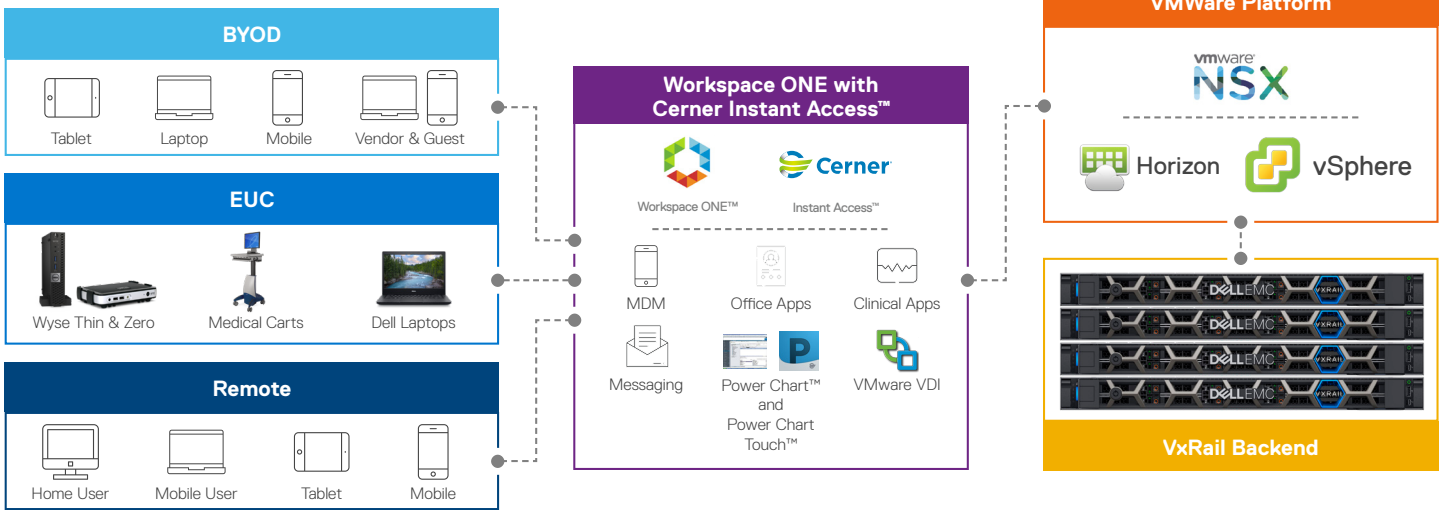 BYOD
Tablet
Laptop
Mobile
Vendor & Guest
EUC
Wyse Thin & Zero
Medical Carts
Dell Laptops
Remote
Home User
Mobile User
Tablet
Mobile
Workspace ONE with
Cerner Instant Access™
Cerner
Workspace ONE™
Instant Access™
MDM
Office Apps
Clinical Apps
Messaging
P
Power Chart™
and
Power Chart
Touch™
VMware VDI
VMWare Platform
vmware
NSX
Horizon
vSphere
DELLEMC VXRAIL
DELLEMC VXRAIL
DELLEMC VXRAIL
DELLEMC VXRAIL
VxRail Backend